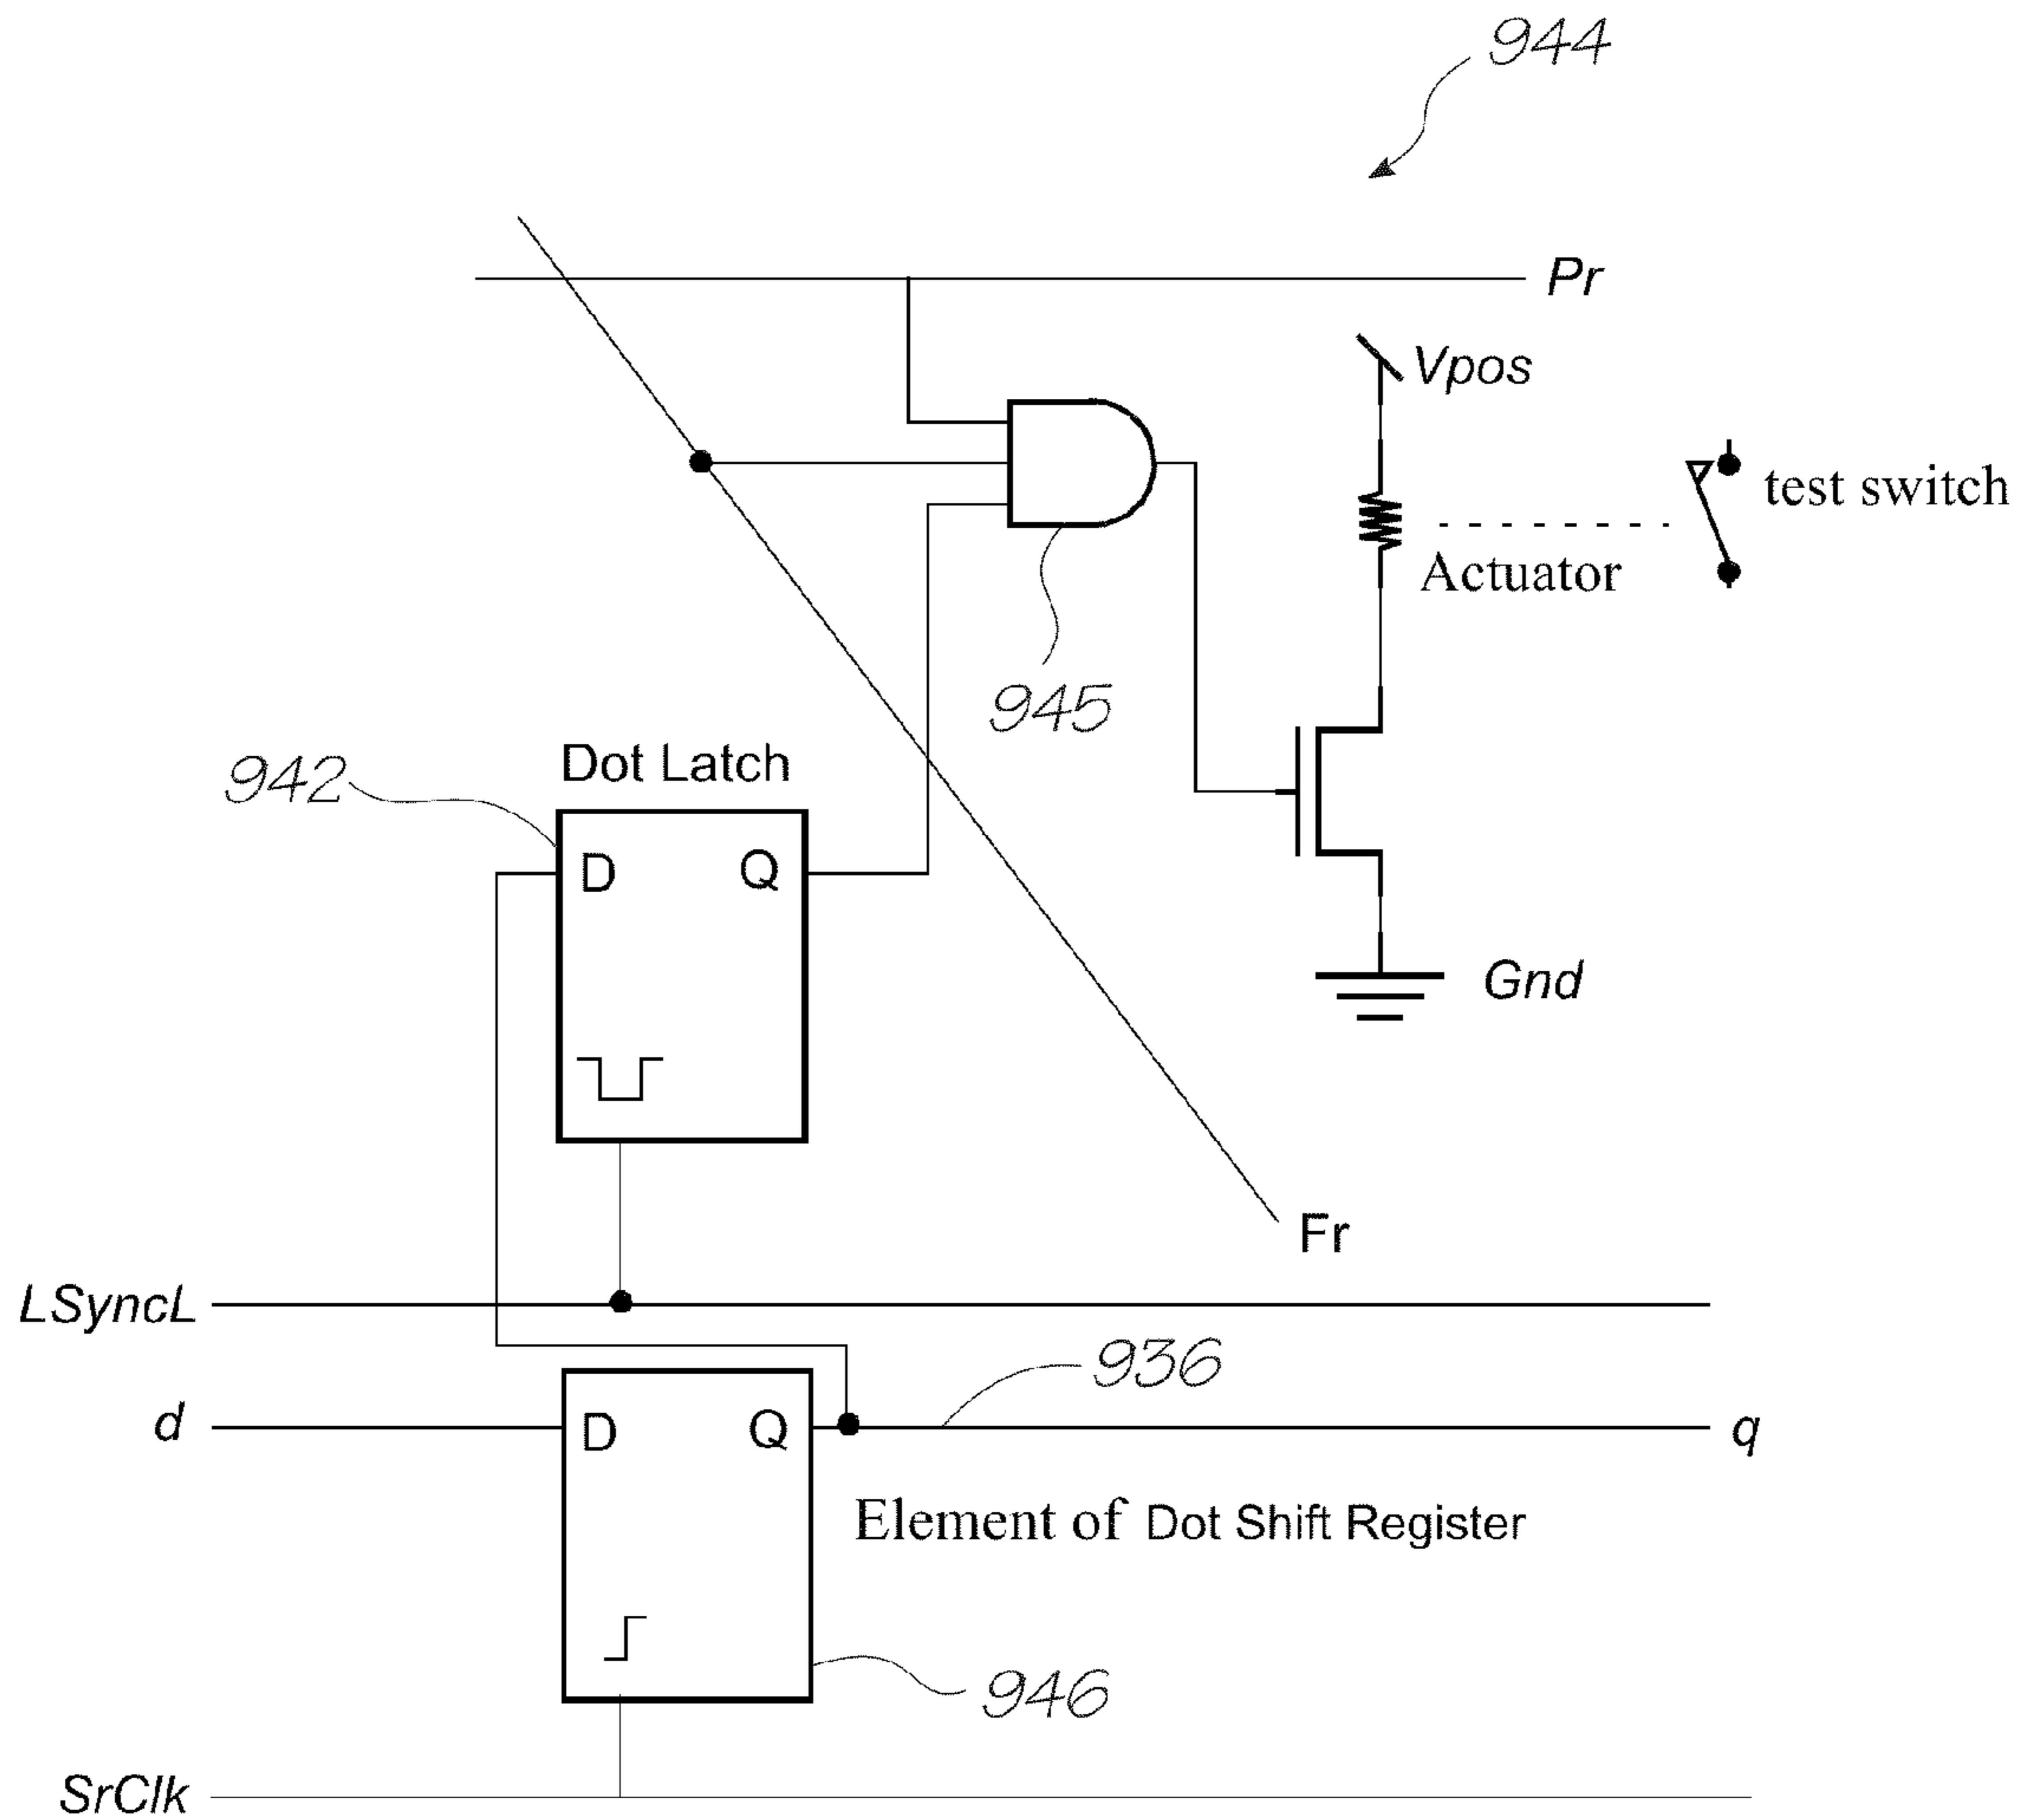 944
Pr
Vpos
test switch
Actuator
945
Dot Latch
942
D Q
Gnd
Fr
LSyncL
936
d
D Q
q
Element of Dot Shift Register
946
SrClk